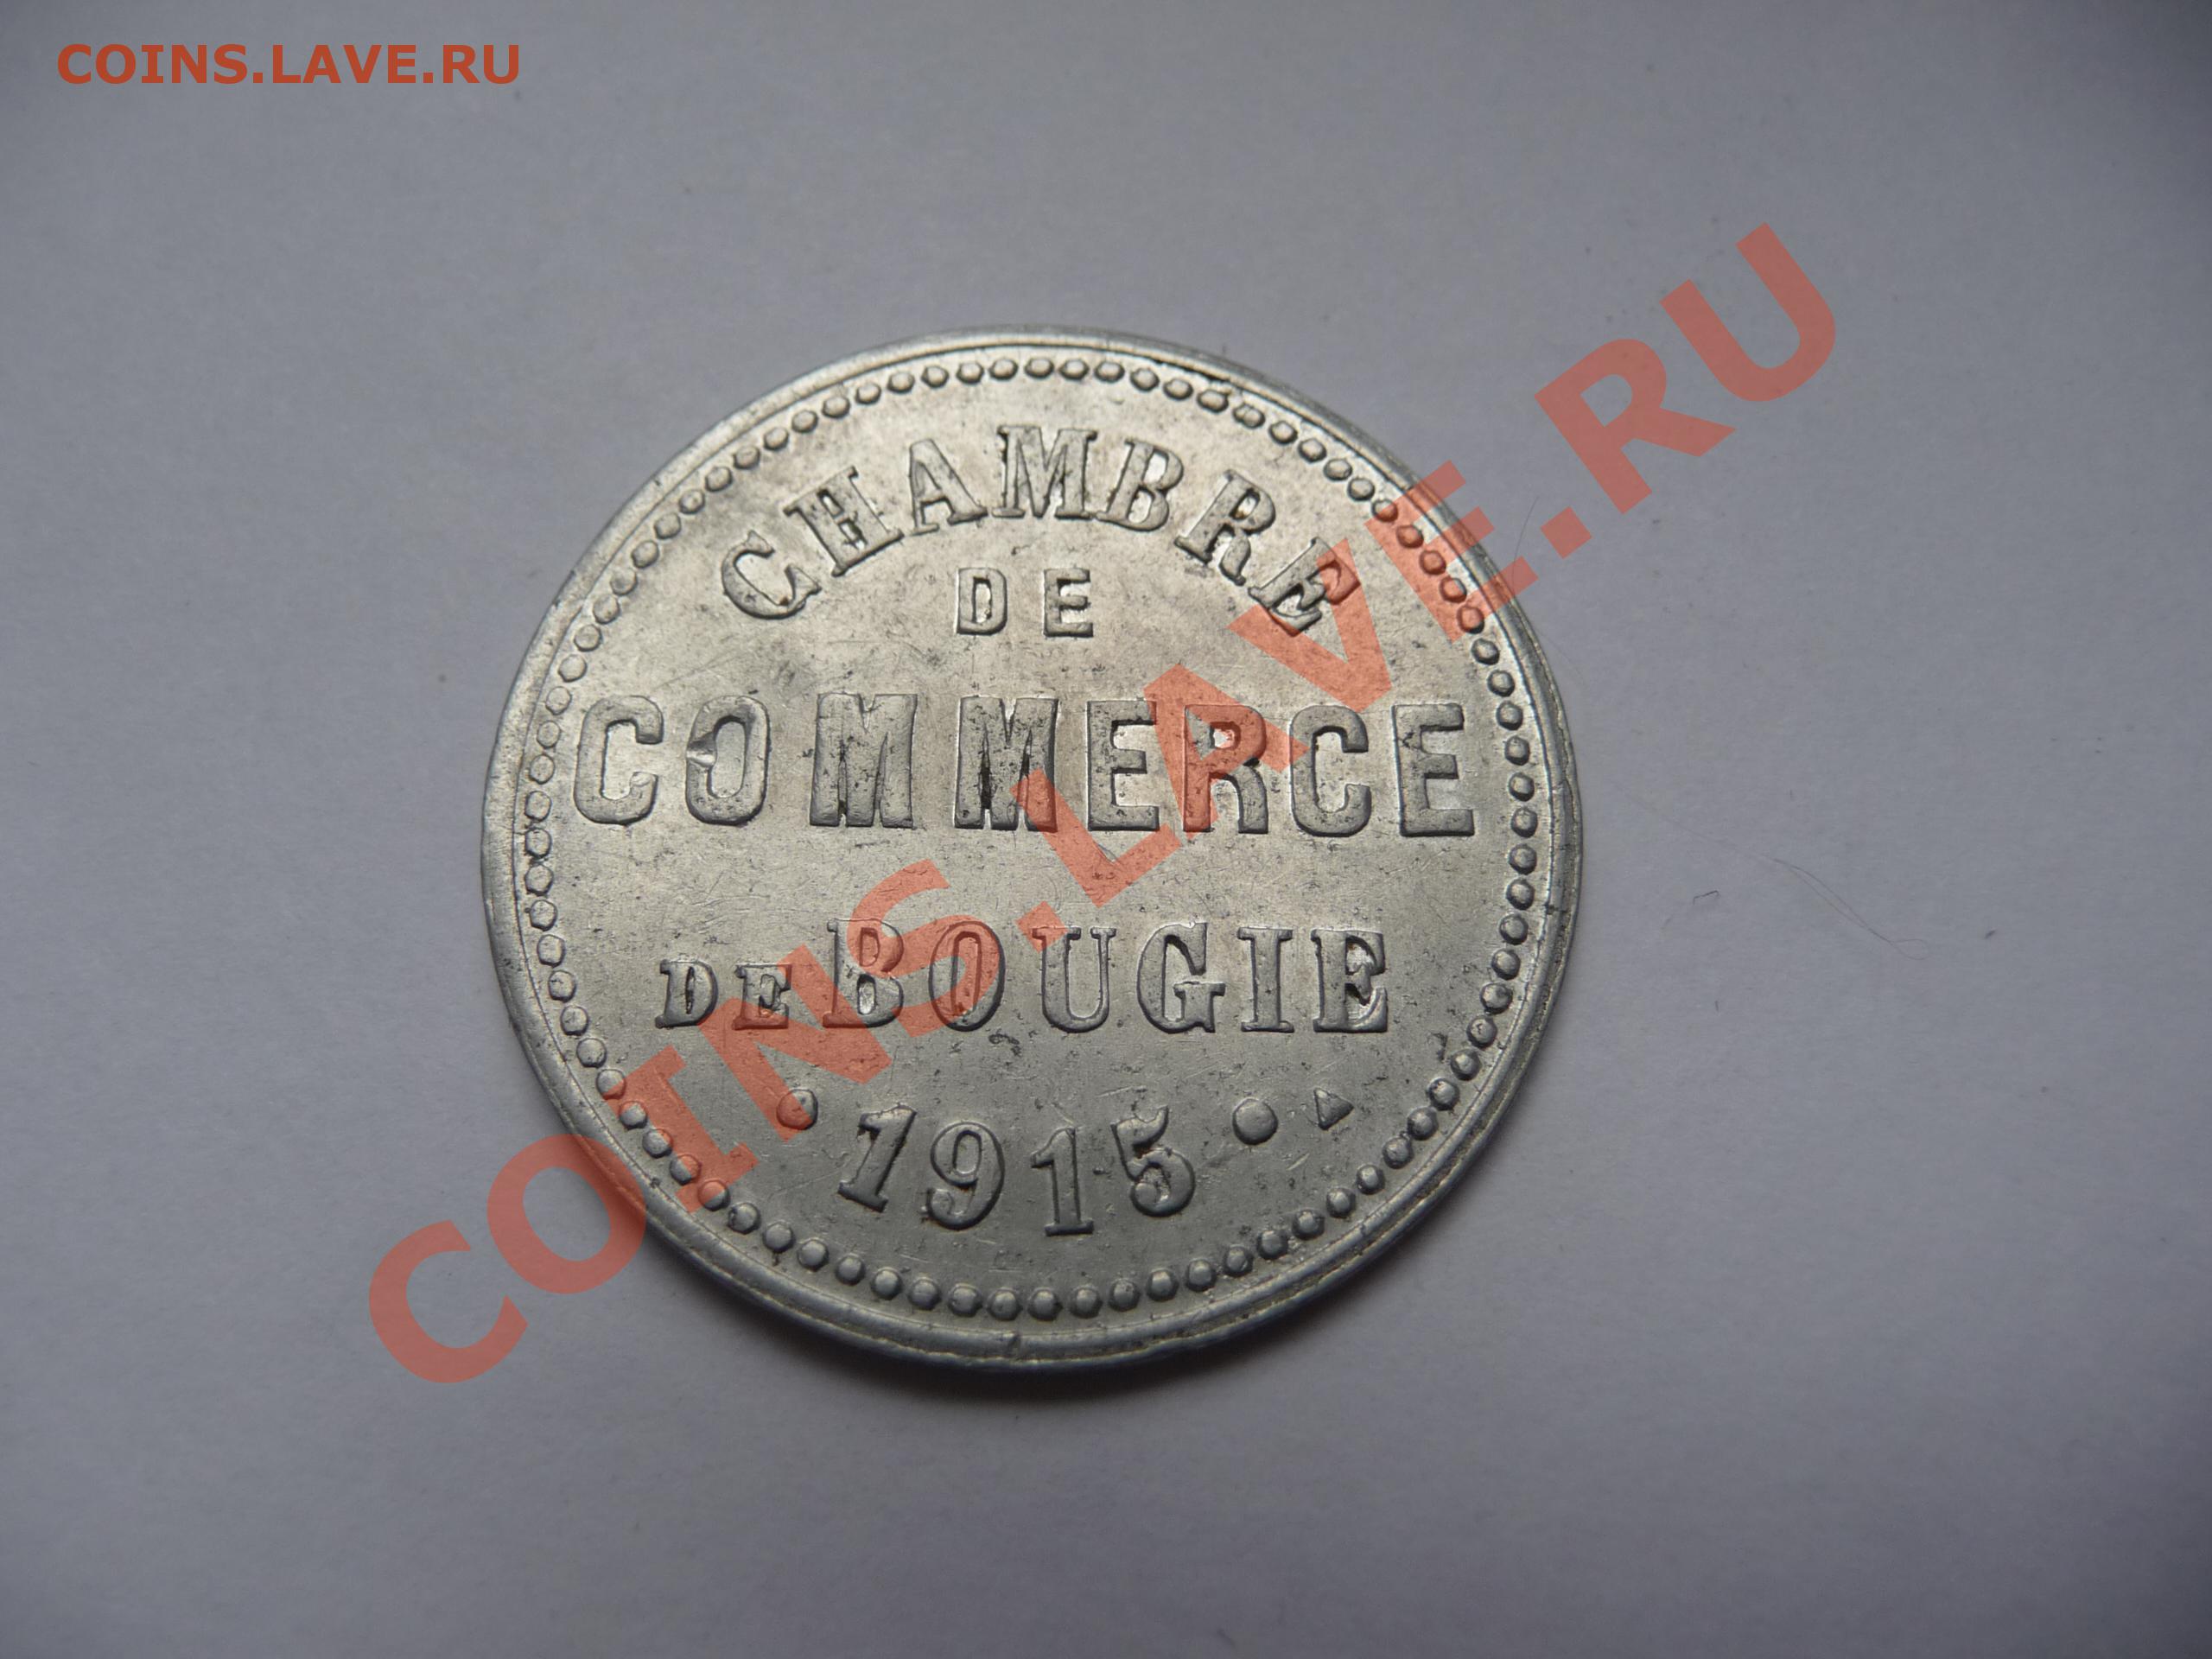 COINS.LAVE.RU
CHAMBRE
DE
COMMERCE
DE BOUGIE
• 1915 •
COINS.LAVE.RU